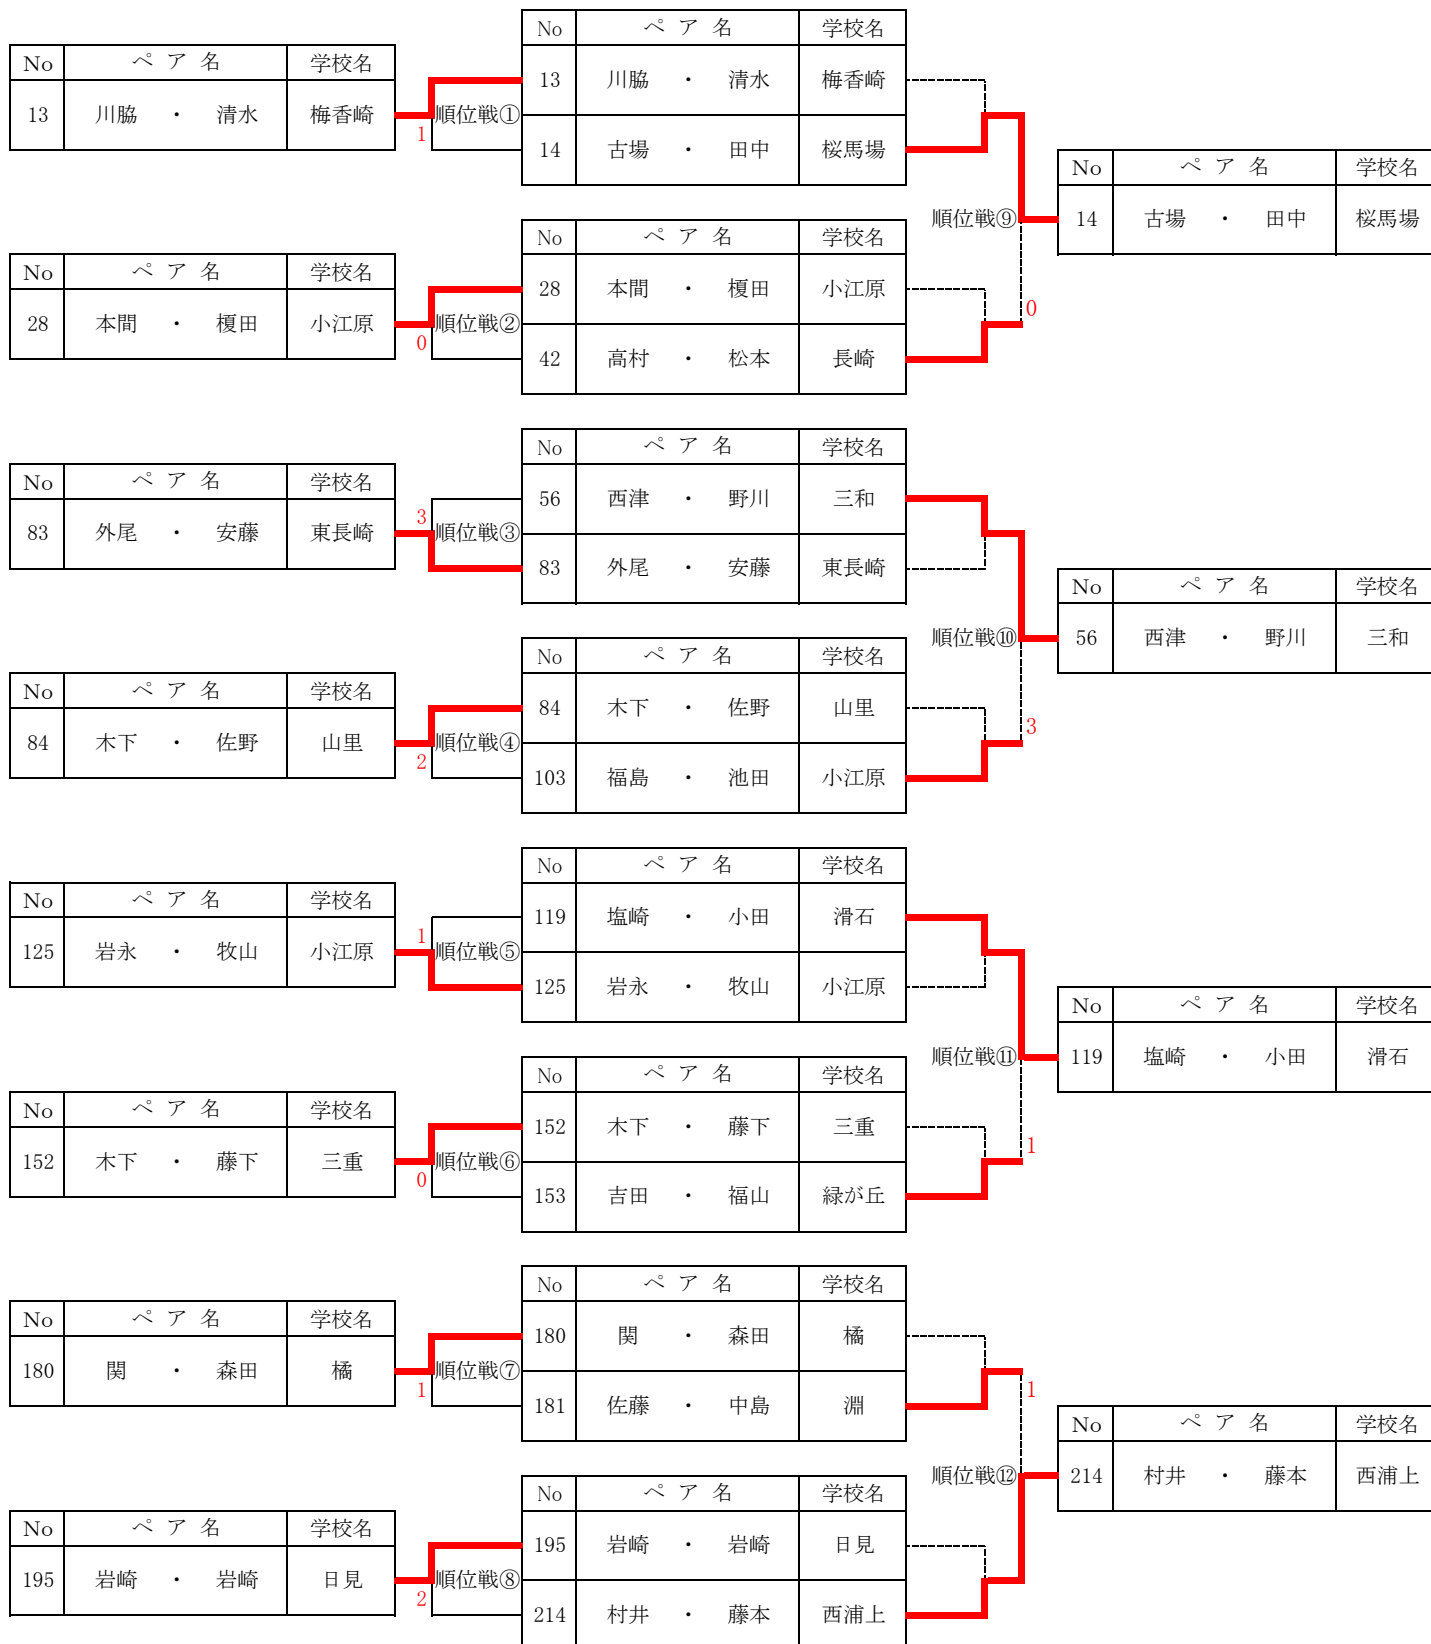 No ペア名 学校名
13 川脇 ・ 清水 梅香崎
1
順位戦①
No ペア名 学校名
13 川脇 ・ 清水 梅香崎
14 古場 ・ 田中 桜馬場
No ペア名 学校名
28 本間 ・ 榎田 小江原
0
順位戦②
No ペア名 学校名
28 本間 ・ 榎田 小江原
42 高村 ・ 松本 長崎
順位戦⑨
0
No ペア名 学校名
14 古場 ・ 田中 桜馬場
No ペア名 学校名
83 外尾 ・ 安藤 東長崎
3
順位戦③
No ペア名 学校名
56 西津 ・ 野川 三和
83 外尾 ・ 安藤 東長崎
No ペア名 学校名
84 木下 ・ 佐野 山里
2
順位戦④
No ペア名 学校名
84 木下 ・ 佐野 山里
103 福島 ・ 池田 小江原
順位戦⑩
3
No ペア名 学校名
56 西津 ・ 野川 三和
No ペア名 学校名
125 岩永 ・ 牧山 小江原
1
順位戦⑤
No ペア名 学校名
119 塩崎 ・ 小田 滑石
125 岩永 ・ 牧山 小江原
No ペア名 学校名
152 木下 ・ 藤下 三重
0
順位戦⑥
No ペア名 学校名
152 木下 ・ 藤下 三重
153 吉田 ・ 福山 緑が丘
順位戦⑪
1
No ペア名 学校名
119 塩崎 ・ 小田 滑石
No ペア名 学校名
180 関 ・ 森田 橘
1
順位戦⑦
No ペア名 学校名
180 関 ・ 森田 橘
181 佐藤 ・ 中島 淵
No ペア名 学校名
195 岩崎 ・ 岩崎 日見
2
順位戦⑧
No ペア名 学校名
195 岩崎 ・ 岩崎 日見
214 村井 ・ 藤本 西浦上
1
順位戦⑫
No ペア名 学校名
214 村井 ・ 藤本 西浦上